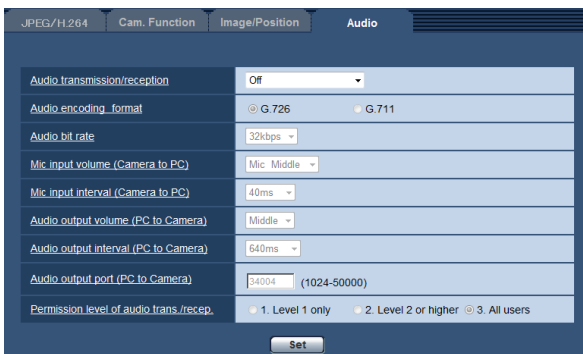 JPEG/H.264 Cam. Function Image/Position Audio
Audio transmission/reception Off
Audio encoding format G.726 G.711
Audio bit rate 32kbps
Mic input volume (Camera to PC) Mic Middle
Mic input interval (Camera to PC) 40ms
Audio output volume (PC to Camera) Middle
Audio output interval (PC to Camera) 640ms
Audio output port (PC to Camera) 34004 (1024-50000)
Permission level of audio trans./recep. 1. Level 1 only 2. Level 2 or higher 3. All users
Set